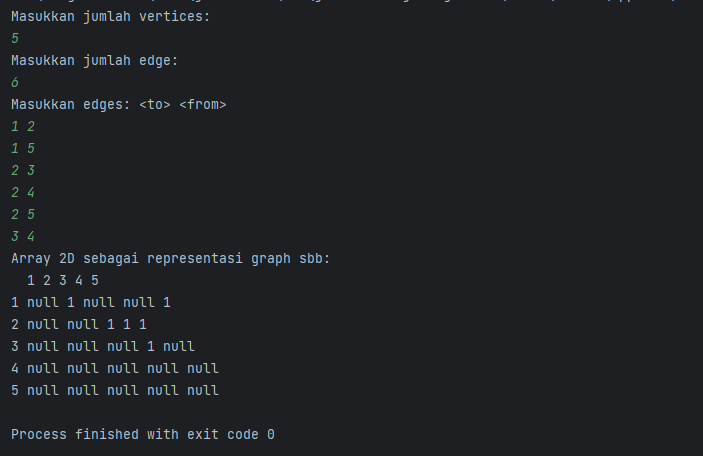 Masukkan jumlah vertices:
5
Masukkan jumlah edge:
6
Masukkan edges: <to> <from>
1 2
1 5
2 3
2 4
2 5
3 4
Array 2D sebagai representasi graph sbb:
  1 2 3 4 5
1 null 1 null null 1
2 null null 1 1 1
3 null null null 1 null
4 null null null null null
5 null null null null null

Process finished with exit code 0